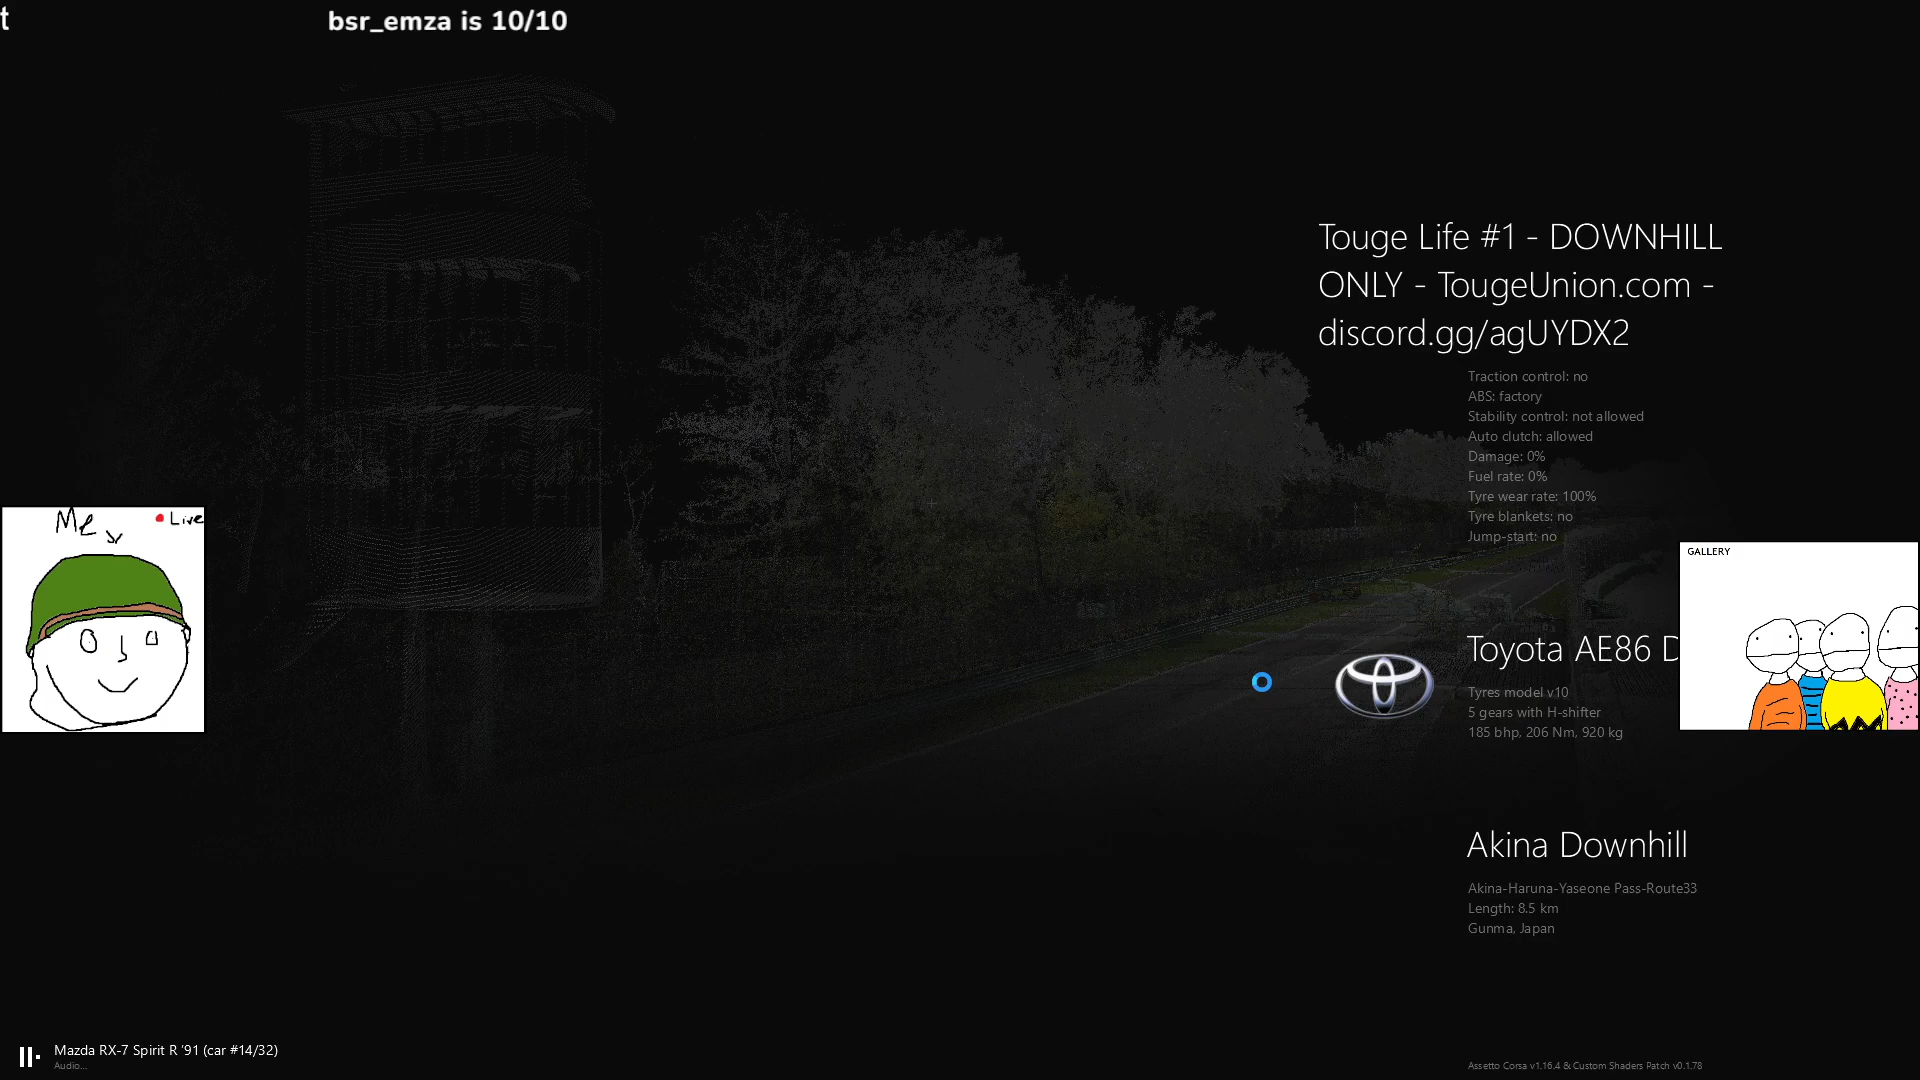 t
bsr_emza is 10/10
Touge Life #1 - DOWNHILL
ONLY - TougeUnion.com -
discord.gg/agUYDX2
Traction control: no
ABS: factory
Stability control: not allowed
Auto clutch: allowed
Damage: 0%
Fuel rate: 0%
Tyre wear rate: 100%
Tyre blankets: no
Jump-start: no
Me
Live
GALLERY
Toyota AE86 D
Tyres model v10
5 gears with H-shifter
185 bhp, 206 Nm, 920 kg
Akina Downhill
Akina-Haruna-Yaseone Pass-Route33
Length: 8.5 km
Gunma, Japan
Mazda RX-7 Spirit R '91 (car #14/32)
Audio...
Assetto Corsa v1.16.4 & Custom Shaders Patch v0.1.78